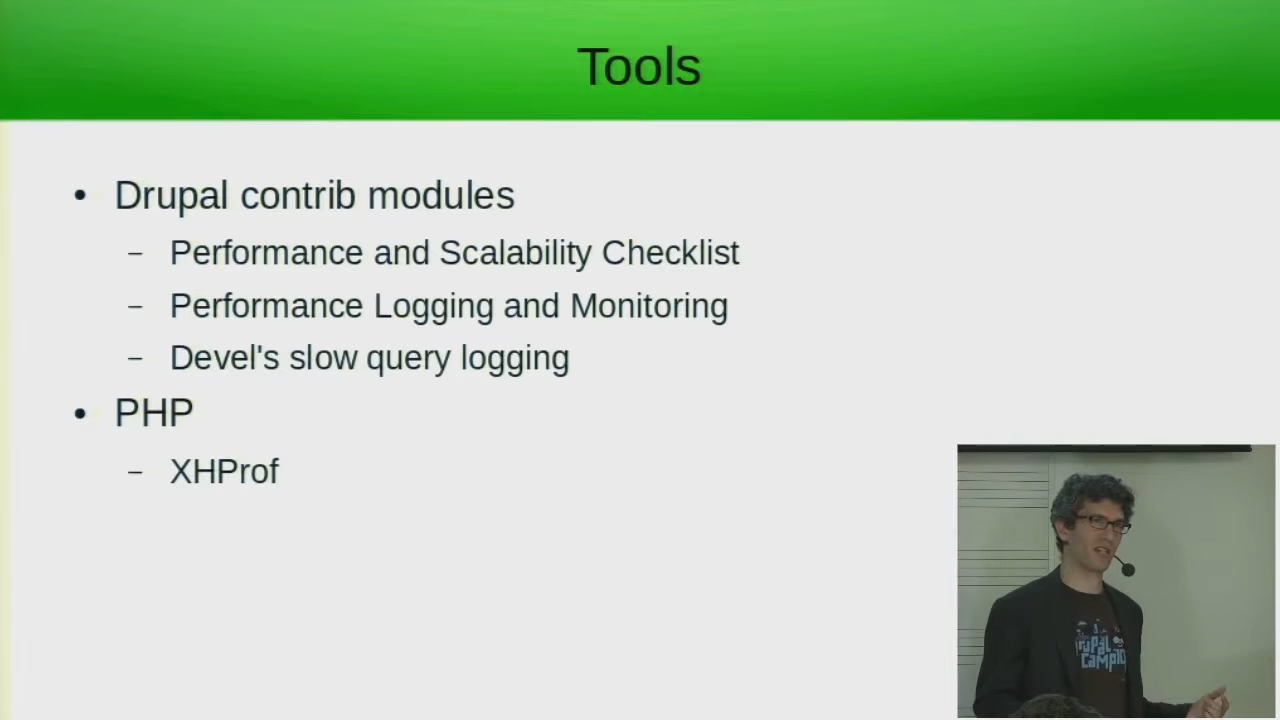 Tools
• Drupal contrib modules
– Performance and Scalability Checklist
– Performance Logging and Monitoring
– Devel's slow query logging
• PHP
– XHProf